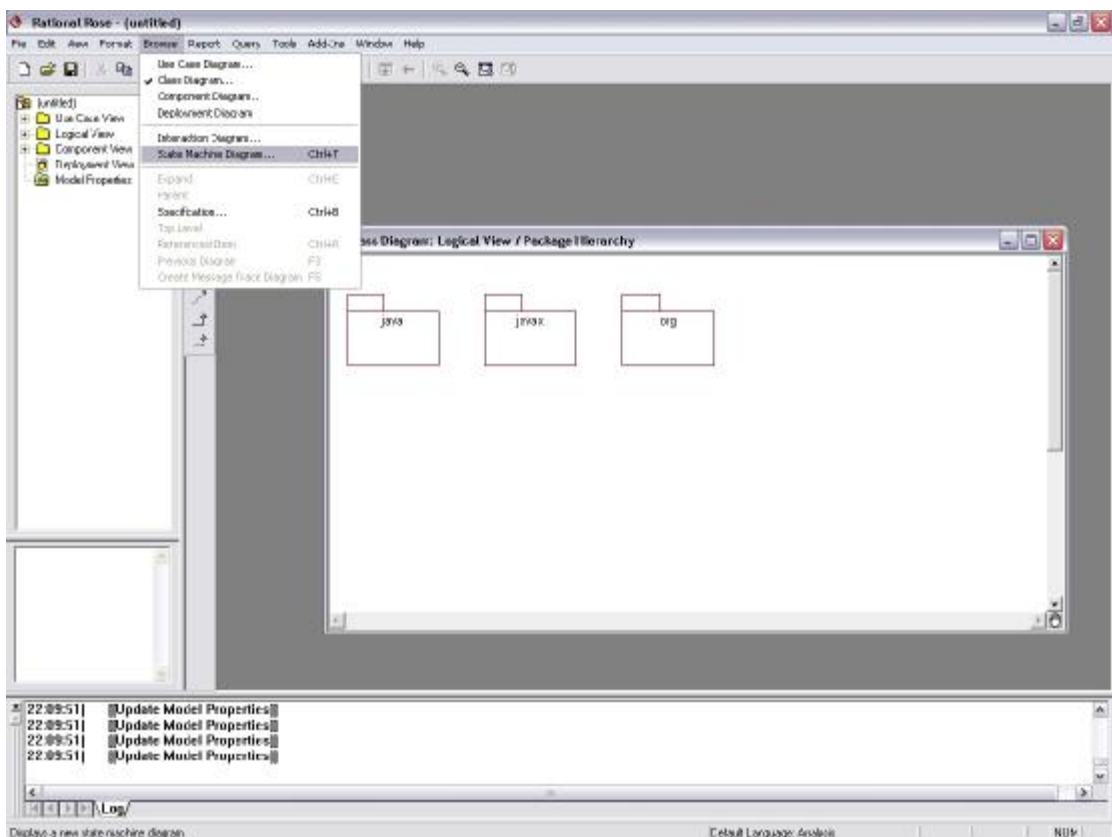 Rational Rose - (untitled)
File Edit View Format Browse Report Query Tools Add-Ins Window Help
Use Case Diagram...
Class Diagram...
Component Diagram...
Deployment Diagram
Interaction Diagram...
State Machine Diagram... Ctrl+T
Expand Ctrl+E
Parent
Specification... Ctrl+B
Top Level
Referenced Item Ctrl+R
Previous Diagram F3
Create Message Trace Diagram F5
(untitled)
Use Case View
Logical View
Component View
Deployment View
Model Properties
ass Diagram: Logical View / Package Hierarchy
java
javax
org
22:09:51| [Update Model Properties]
22:09:51| [Update Model Properties]
22:09:51| [Update Model Properties]
22:09:51| [Update Model Properties]
Log
Displays a new state machine diagram
Default Language: Analysis
NUM